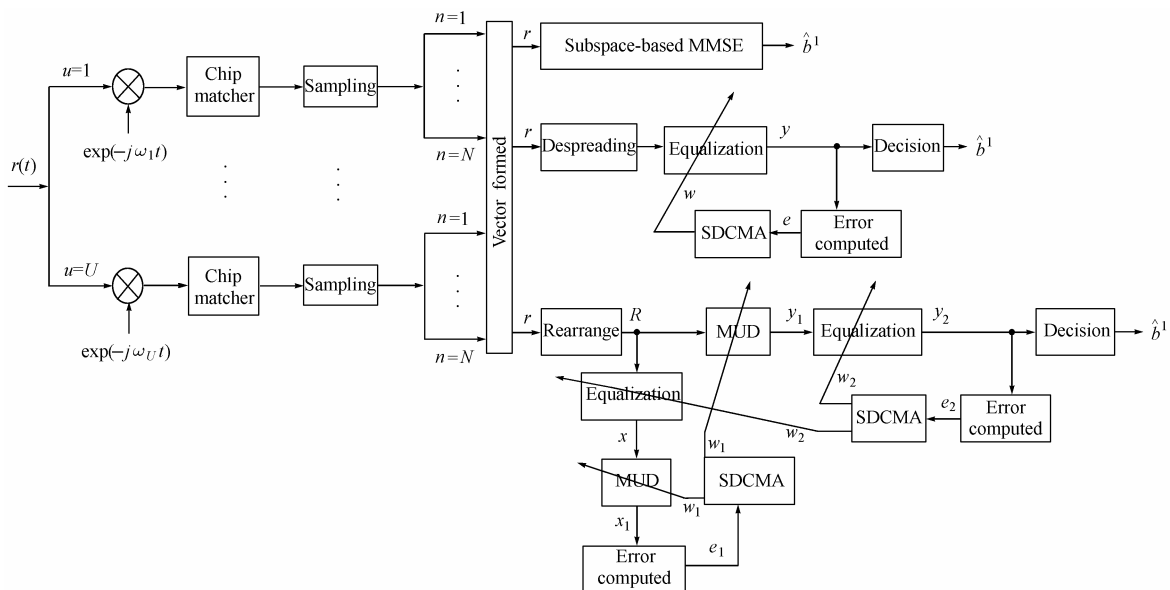 r(t)
u=1
exp(−jω₁t)
Chip
matcher
Sampling
n=1
n=N
u=U
exp(−jω_U t)
Chip
matcher
Sampling
n=1
n=N
Vector formed
r
Subspace-based MMSE
b̂¹
r
Despreading
Equalization
y
Decision
b̂¹
w
SDCMA
e
Error
computed
r
Rearrange
R
MUD
y₁
Equalization
y₂
Decision
b̂¹
w₂
SDCMA
e₂
Error
computed
Equalization
w₂
x
w₁
MUD
w₁
SDCMA
x₁
Error
computed
e₁